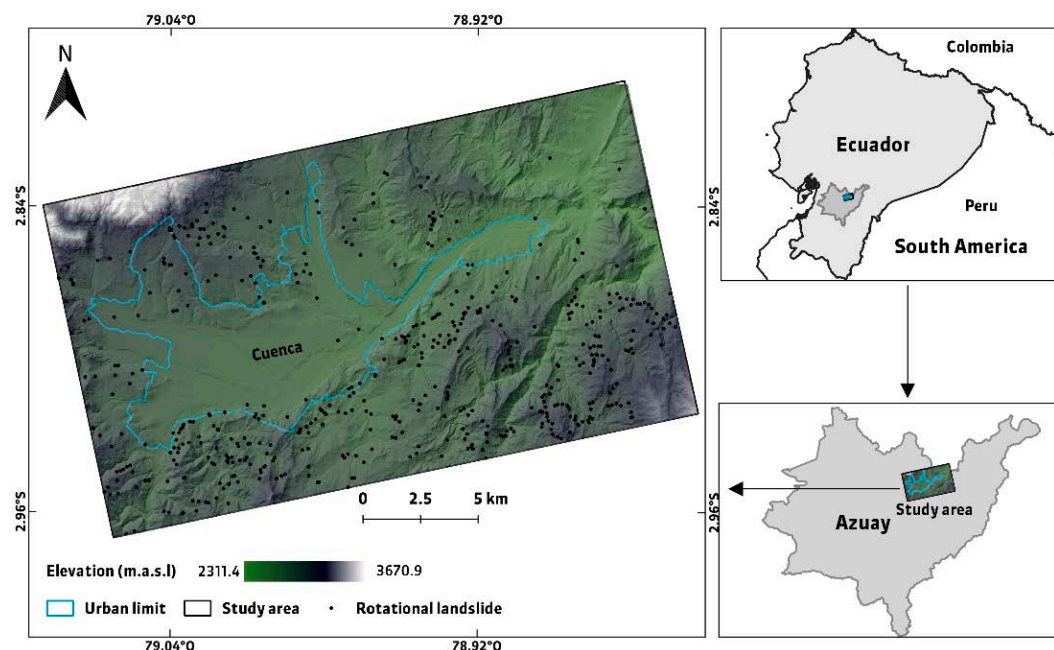 79.04°O
78.92°O
N
2.84°S
2.84°S
Cuenca
2.96°S
2.96°S
0 2.5 5 km
Elevation (m.a.s.l) 2311.4 3670.9
Urban limit Study area Rotational landslide
79.04°O
78.92°O
Colombia
Ecuador
Peru
South America
Study area
Azuay